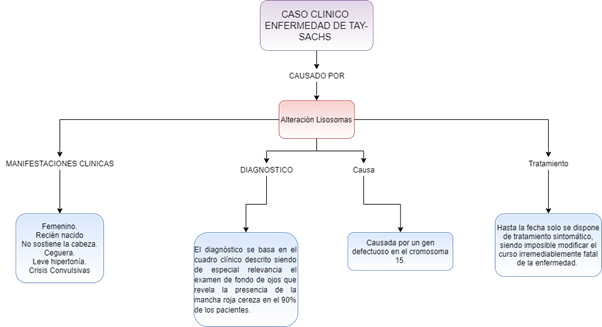 CASO CLINICO
ENFERMEDAD DE TAY-
SACHS
CAUSADO POR
Alteración Lisosomas
MANIFESTACIONES CLINICAS
DIAGNOSTICO
Causa
Tratamiento
Femenino.
Recién nacido
No sostiene la cabeza.
Ceguera.
Leve hipertonía.
Crisis Convulsivas
El diagnóstico se basa en el
cuadro clínico descrito siendo
de especial relevancia el
examen de fondo de ojos que
revela la presencia de la
mancha roja cereza en el 90%
de los pacientes.
Causada por un gen
defectuoso en el cromosoma
15.
Hasta la fecha solo se dispone
de tratamiento sintomático,
siendo imposible modificar el
curso irremediablemente fatal
de la enfermedad.